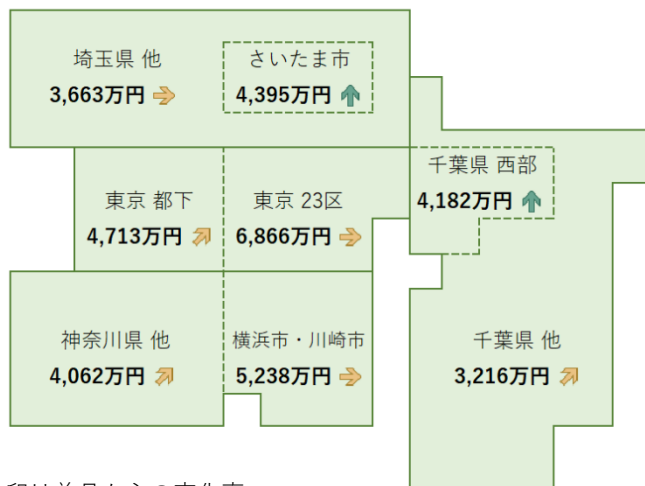 埼玉県 他
3,663万円
さいたま市
4,395万円
千葉県 西部
4,182万円
東京 都下
4,713万円
東京 23区
6,866万円
神奈川県 他
4,062万円
横浜市・川崎市
5,238万円
千葉県 他
3,216万円